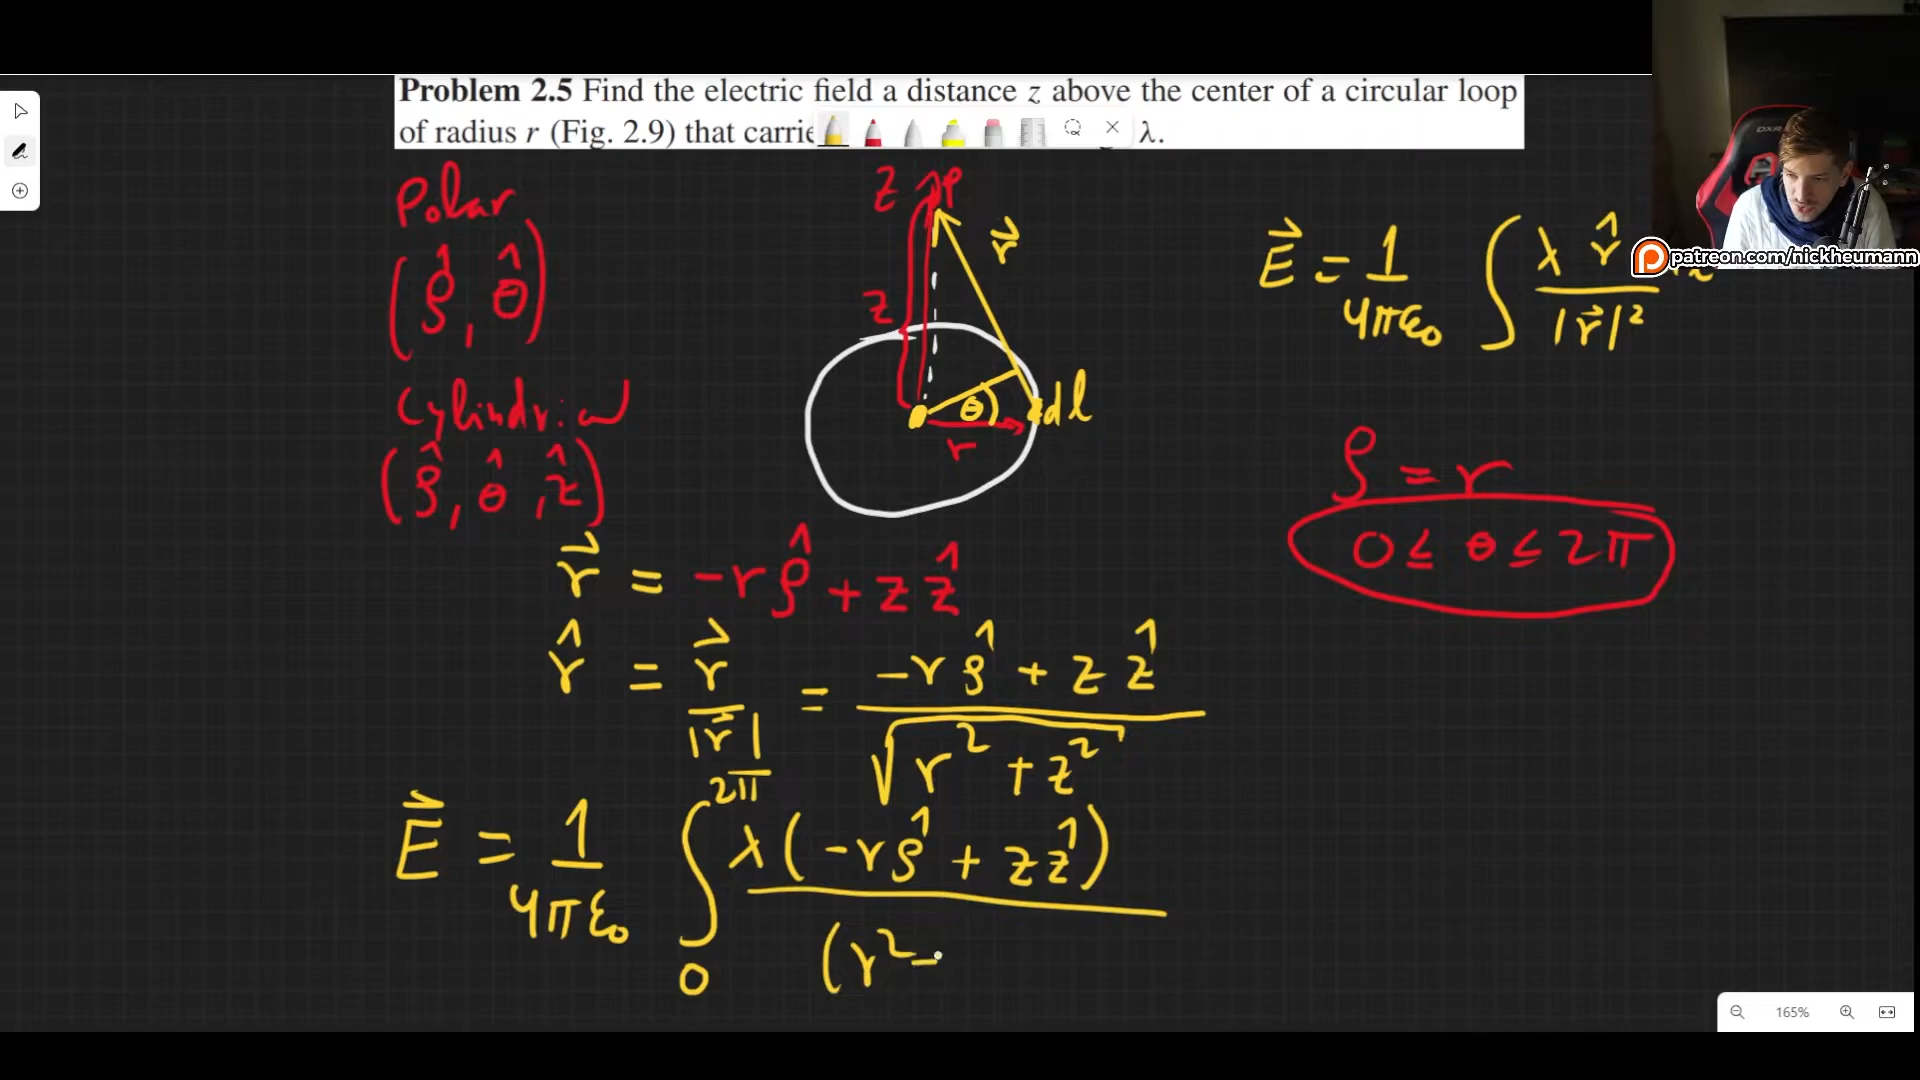 Problem 2.5 Find the electric field a distance z above the center of a circular loop
of radius r (Fig. 2.9) that carrie λ.
DXR
patreon.com/nickheumann
Polar
(ρ̂, θ̂)
Cylindrical
(ρ̂, θ̂, ẑ)
z P
r⃗
z
θ
dl
r
E⃗ = 1/4πε₀ ∫ λ r̂ / |r⃗|²
ρ = r
0 ≤ θ ≤ 2π
r⃗ = -rρ̂ + zẑ
r̂ = r⃗/|r⃗| = (-rρ̂ + zẑ)/√(r² + z²)
E⃗ = 1/4πε₀ ∫₀^2π λ(-rρ̂ + zẑ)/(r²-
165%